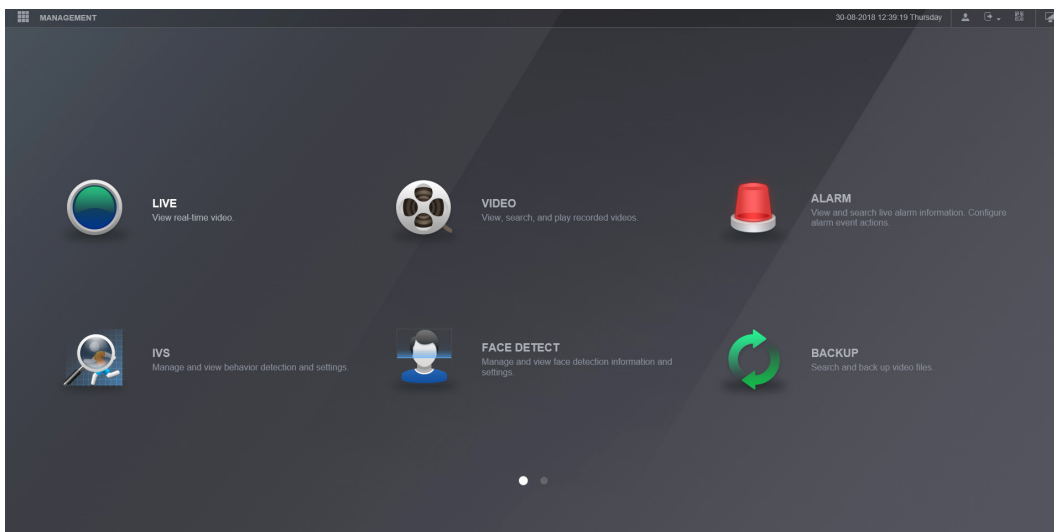 MANAGEMENT
30-08-2018 12:39:19 Thursday
LIVE
View real-time video.
VIDEO
View, search, and play recorded videos.
ALARM
View and search live alarm information. Configure
alarm event actions.
IVS
Manage and view behavior detection and settings.
FACE DETECT
Manage and view face detection information and
settings.
BACKUP
Search and back up video files.